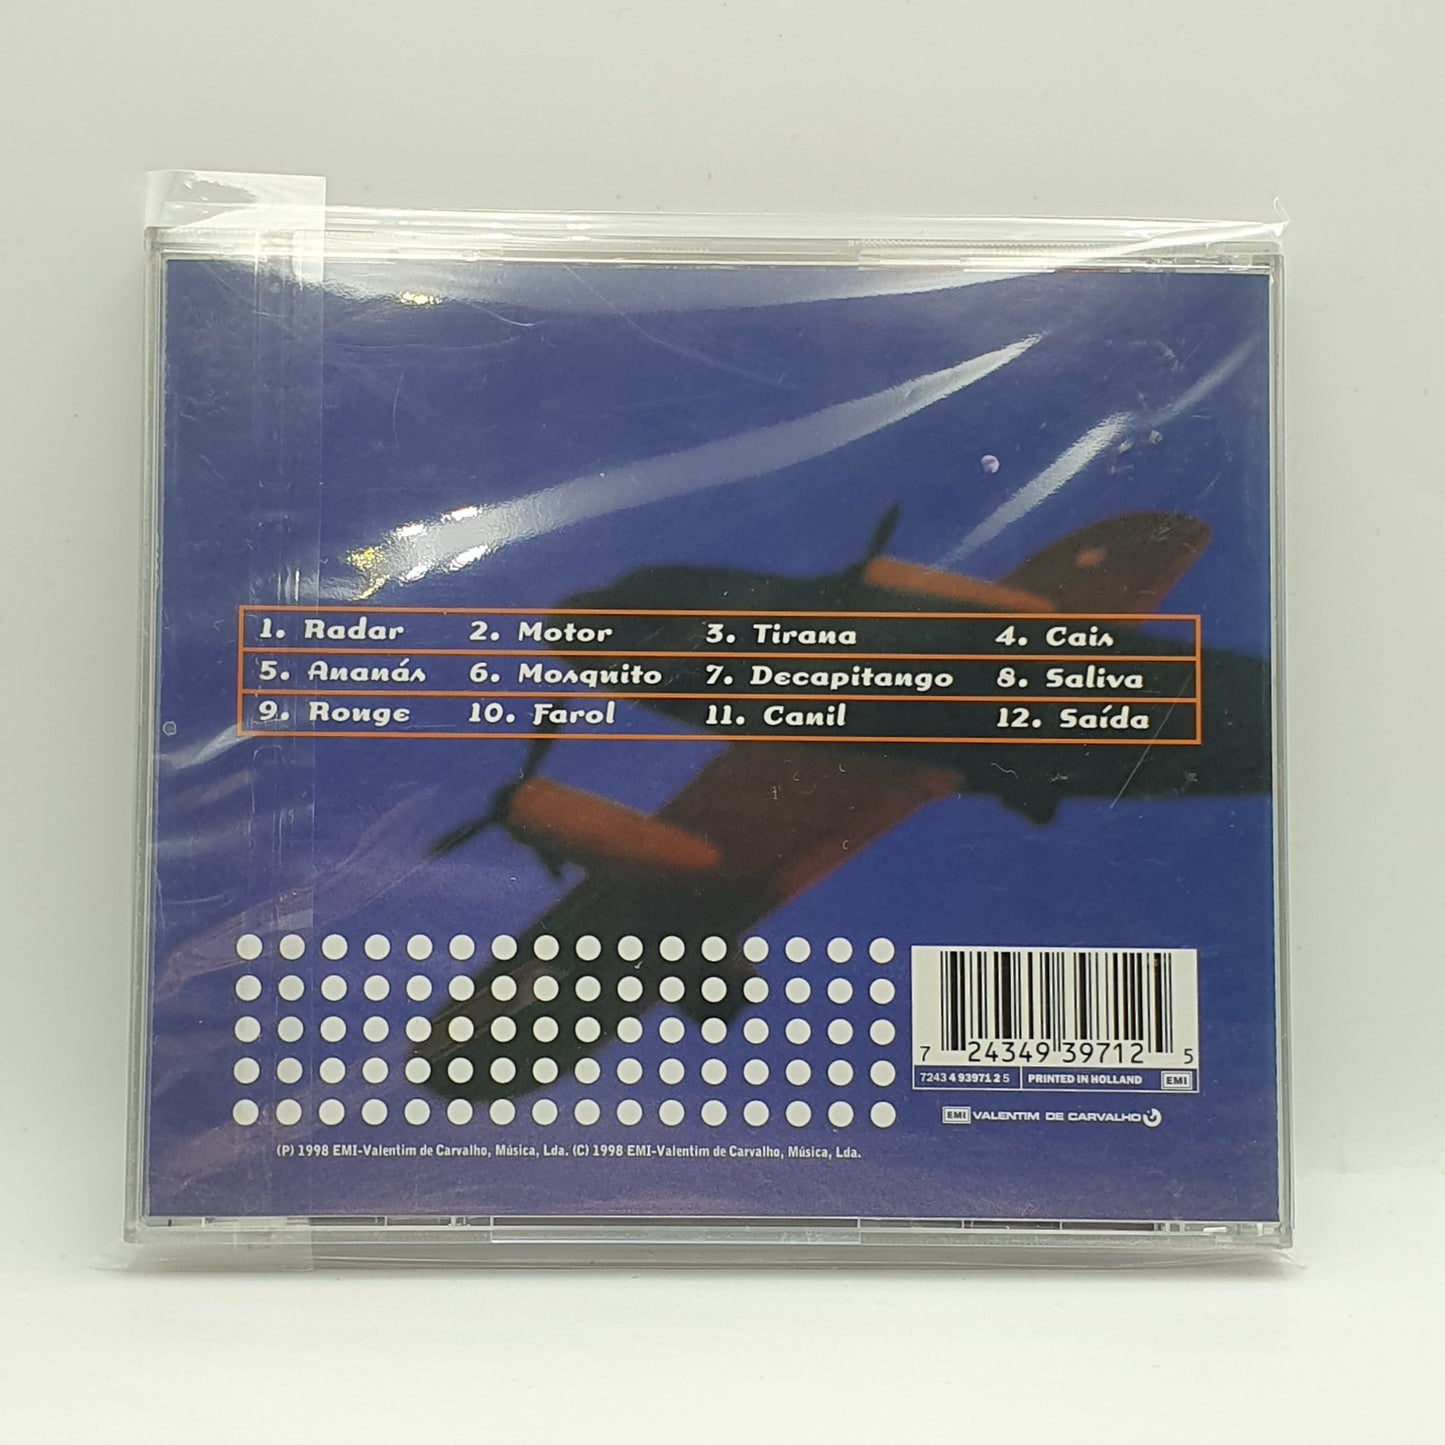 1. Radar 2. Motor 3. Tirana 4. Cais
5. Ananás 6. Mosquito 7. Decapitango 8. Saliva
9. Rouge 10. Farol 11. Canil 12. Saída
7 24349 39712 5
7243 4 93971 2 5 PRINTED IN HOLLAND EMI
EMI VALENTIM DE CARVALHO
(P) 1998 EMI-Valentim de Carvalho, Música, Lda. (C) 1998 EMI-Valentim de Carvalho, Música, Lda.